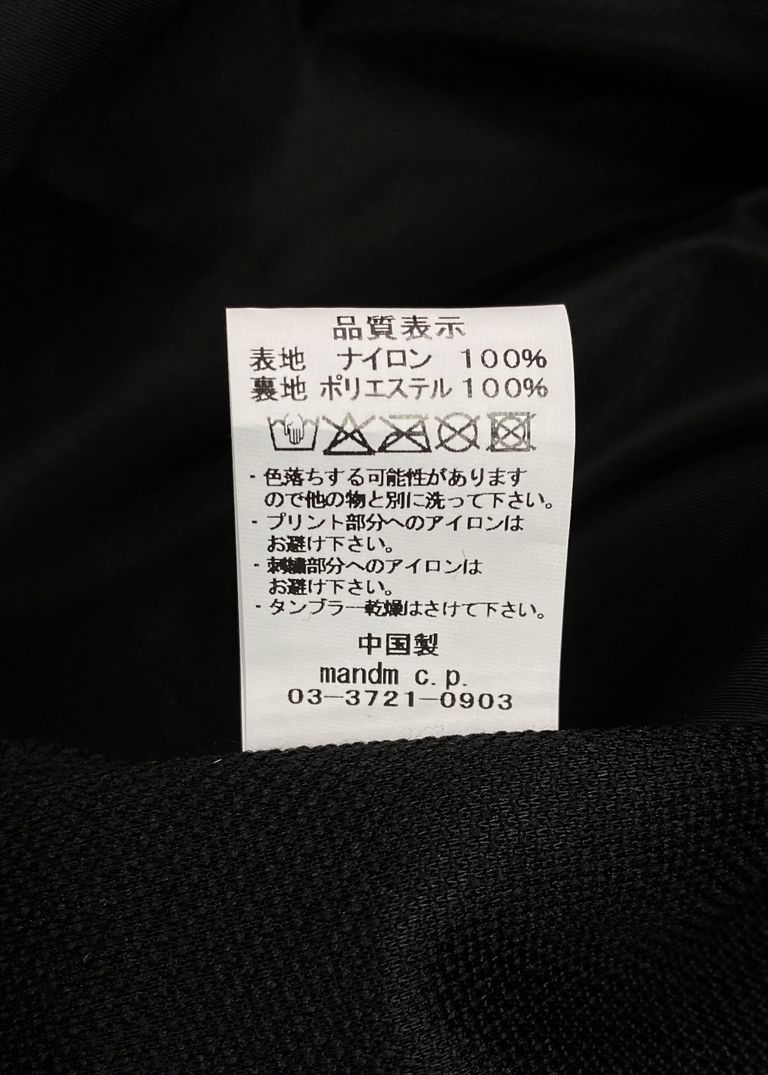 品質表示
表地 ナイロン 100%
裏地 ポリエステル 100%
・色落ちする可能性があります
ので他の物と別に洗って下さい。
・プリント部分へのアイロンは
お避け下さい。
・刺繍部分へのアイロンは
お避け下さい。
・タンブラー乾燥はさけて下さい。
中国製
mandm c.p.
03-3721-0903